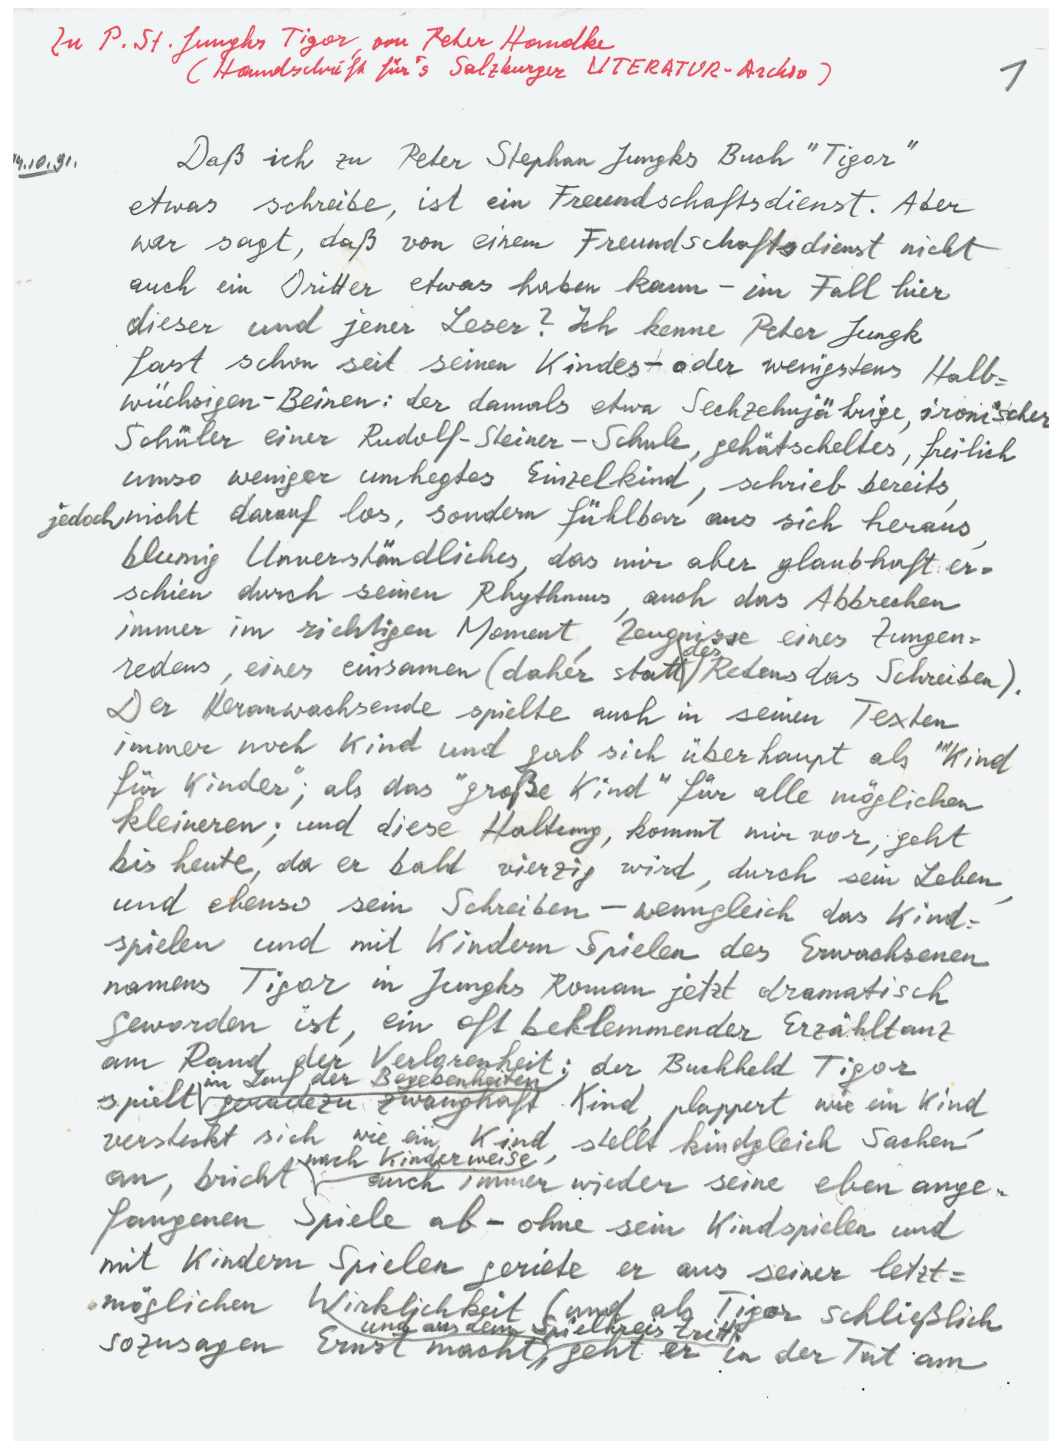 Zu P. St. Jungks Tigor, von Peter Handke
(Handschrift für's Salzburger LITERATUR-Archiv)
1
14.10.91.
Daß ich zu Peter Stephan Jungks Buch "Tigor"
etwas schreibe, ist ein Freundschaftsdienst. Aber
wer sagt, daß von einem Freundschaftsdienst nicht
auch ein Dritter etwas haben kann – im Fall hier
dieser und jener Leser? Ich kenne Peter Jungk
fast schon seit seinen Kindes- oder wenigstens Halb=
wüchsigen-Beinen: der damals etwa Sechzehnjährige, ironischer
Schüler einer Rudolf-Steiner-Schule, gehätscheltes, freilich
umso weniger umhegtes Einzelkind, schrieb bereits,
jedoch nicht darauf los, sondern fühlbar aus sich heraus,
blumig Unverständliches, das mir aber glaubhaft er=
schien durch seinen Rhythmus, auch das Abbrechen
immer im richtigen Moment, Zeugnisse eines Zungen=
redens, eines einsamen (daher statt des Redens das Schreiben).
Der Heranwachsende spielte auch in seinen Texten
immer noch Kind und gab sich überhaupt als "Kind
für Kinder", als das "große Kind" für alle möglichen
kleineren; und diese Haltung, kommt mir vor, geht
bis heute, da er bald vierzig wird, durch sein Leben,
und ebenso sein Schreiben – wenngleich das Kind=
spielen und mit Kindern Spielen des Erwachsenen
namens Tigor in Jungks Roman jetzt dramatisch
geworden ist, ein oft beklemmender Erzähltanz
am Rand der Verlorenheit: der Buchheld Tigor
im Lauf der Begebenheiten
spielt geradezu zwanghaft Kind, plappert wie ein Kind,
versteckt sich wie ein Kind, stellt kindgleich Sachen
nach Kinderweise
an, bricht auch immer wieder seine eben ange=
fangenen Spiele ab – ohne sein Kindspielen und
mit Kindern Spielen geriete er aus seiner letzt=
möglichen Wirklichkeit (und als Tigor schließlich
und aus dem Spielkreis tritt,
sozusagen Ernst macht, geht er in der Tat am